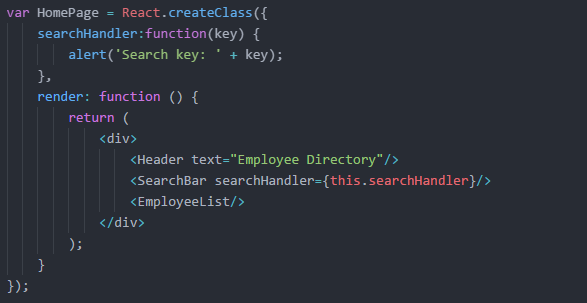 var HomePage = React.createClass({
    searchHandler:function(key) {
        alert('Search key: ' + key);
    },
    render: function () {
        return (
            <div>
                <Header text="Employee Directory"/>
                <SearchBar searchHandler={this.searchHandler}/>
                <EmployeeList/>
            </div>
        );
    }
});